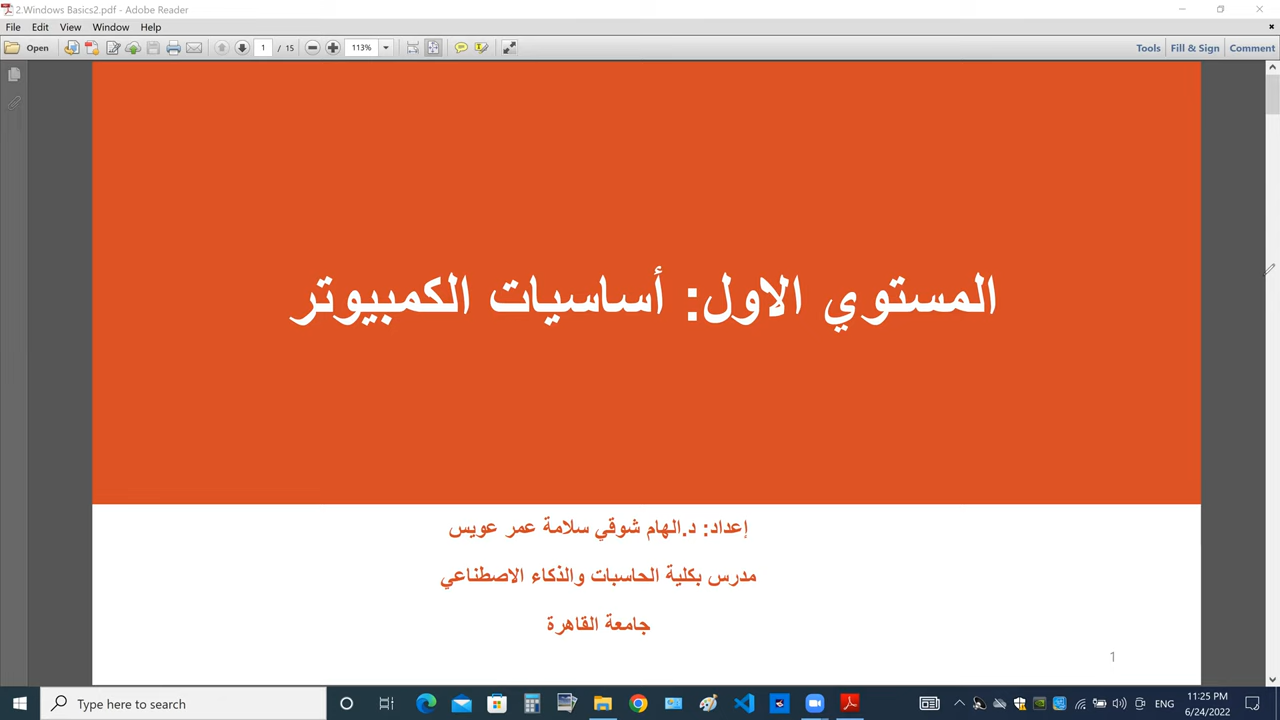 2.Windows Basics2.pdf - Adobe Reader
File Edit View Window Help
Open 1 / 15 113% Tools Fill & Sign Comment
المستوي الاول: أساسيات الكمبيوتر
إعداد: د.الهام شوقي سلامة عمر عويس
مدرس بكلية الحاسبات والذكاء الاصطناعي
جامعة القاهرة
1
Type here to search
ENG
11:25 PM
6/24/2022